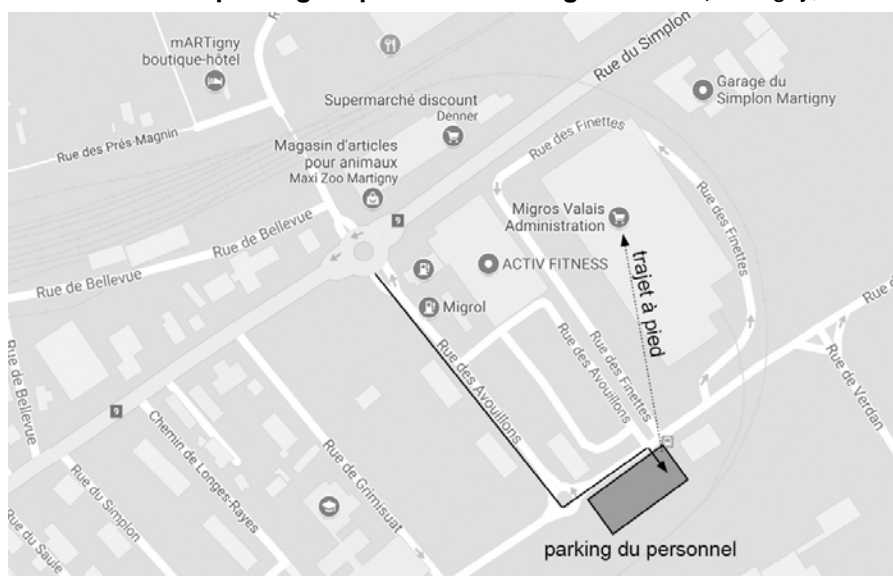 mARTigny
boutique-hôtel
Rue du Simplon
Garage du
Simplon Martigny
Supermarché discount
Denner
Rue des Finettes
Rue des Prés-Magnin
Magasin d'articles
pour animaux
Maxi Zoo Martigny
9
Migros Valais
Administration
Rue des Finettes
Rue de Bellevue
ACTIV FITNESS
trajet à pied
Rue de Bellevue
Migrol
Rue des Avouillons
Rue des Avouillons
Rue des Finettes
Rue de Verdan
Rue de Bellevue
9
Chemin de Longes-Rayes
Rue de Grimisuat
Rue du Simplon
Rue du Saule
parking du personnel